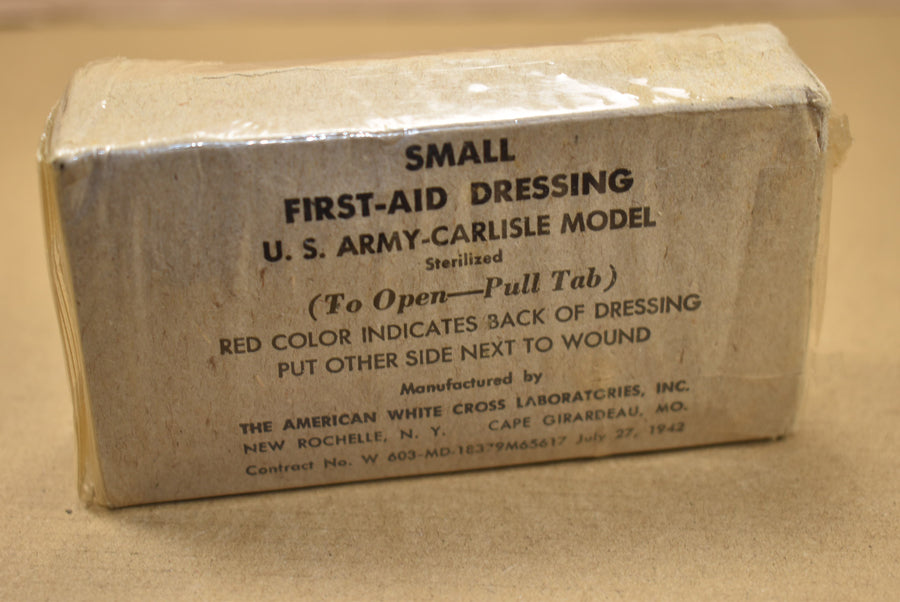 SMALL
FIRST-AID DRESSING
U. S. ARMY-CARLISLE MODEL
Sterilized
(To Open—Pull Tab)
RED COLOR INDICATES BACK OF DRESSING
PUT OTHER SIDE NEXT TO WOUND
Manufactured by
THE AMERICAN WHITE CROSS LABORATORIES, INC.
NEW ROCHELLE, N. Y. CAPE GIRARDEAU, MO.
Contract No. W 603-MD-18379M65617 July 27, 1942